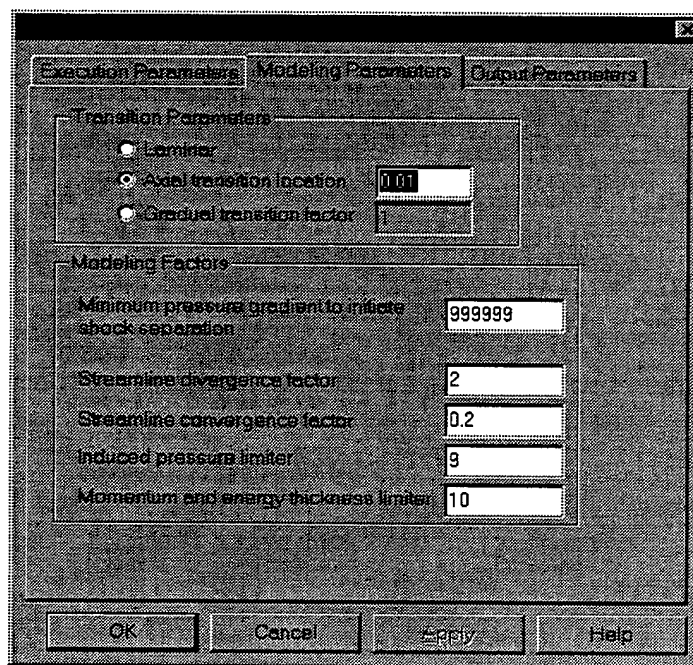 Execution Parameters Modeling Parameters Output Parameters
Transition Parameters
Laminar
Axial transition location 0.01
Gradual transition factor 1
Modeling Factors
Minimum pressure gradient to initiate
shock separation 999999
Streamline divergence factor 2
Streamline convergence factor 0.2
Induced pressure limiter 9
Momentum and energy thickness limiter 10
OK Cancel Apply Help